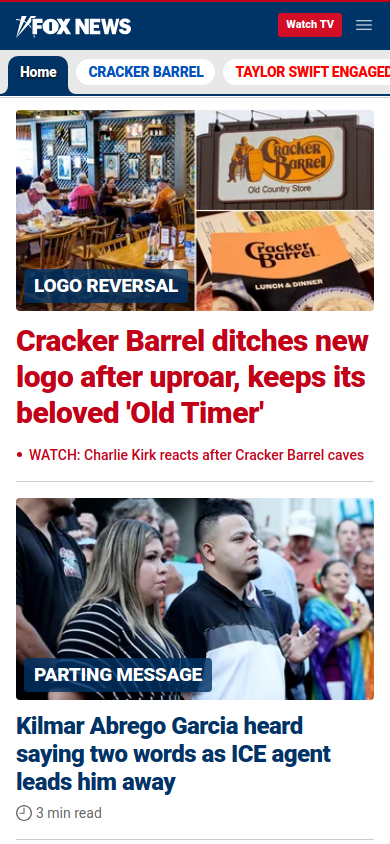 FOX NEWS
Watch TV
Home
CRACKER BARREL
TAYLOR SWIFT ENGAGED
Cracker
Barrel
Old Country Store
Cracker
Barrel
LUNCH & DINNER
LOGO REVERSAL
Cracker Barrel ditches new
logo after uproar, keeps its
beloved 'Old Timer'
• WATCH: Charlie Kirk reacts after Cracker Barrel caves
PARTING MESSAGE
Kilmar Abrego Garcia heard
saying two words as ICE agent
leads him away
3 min read